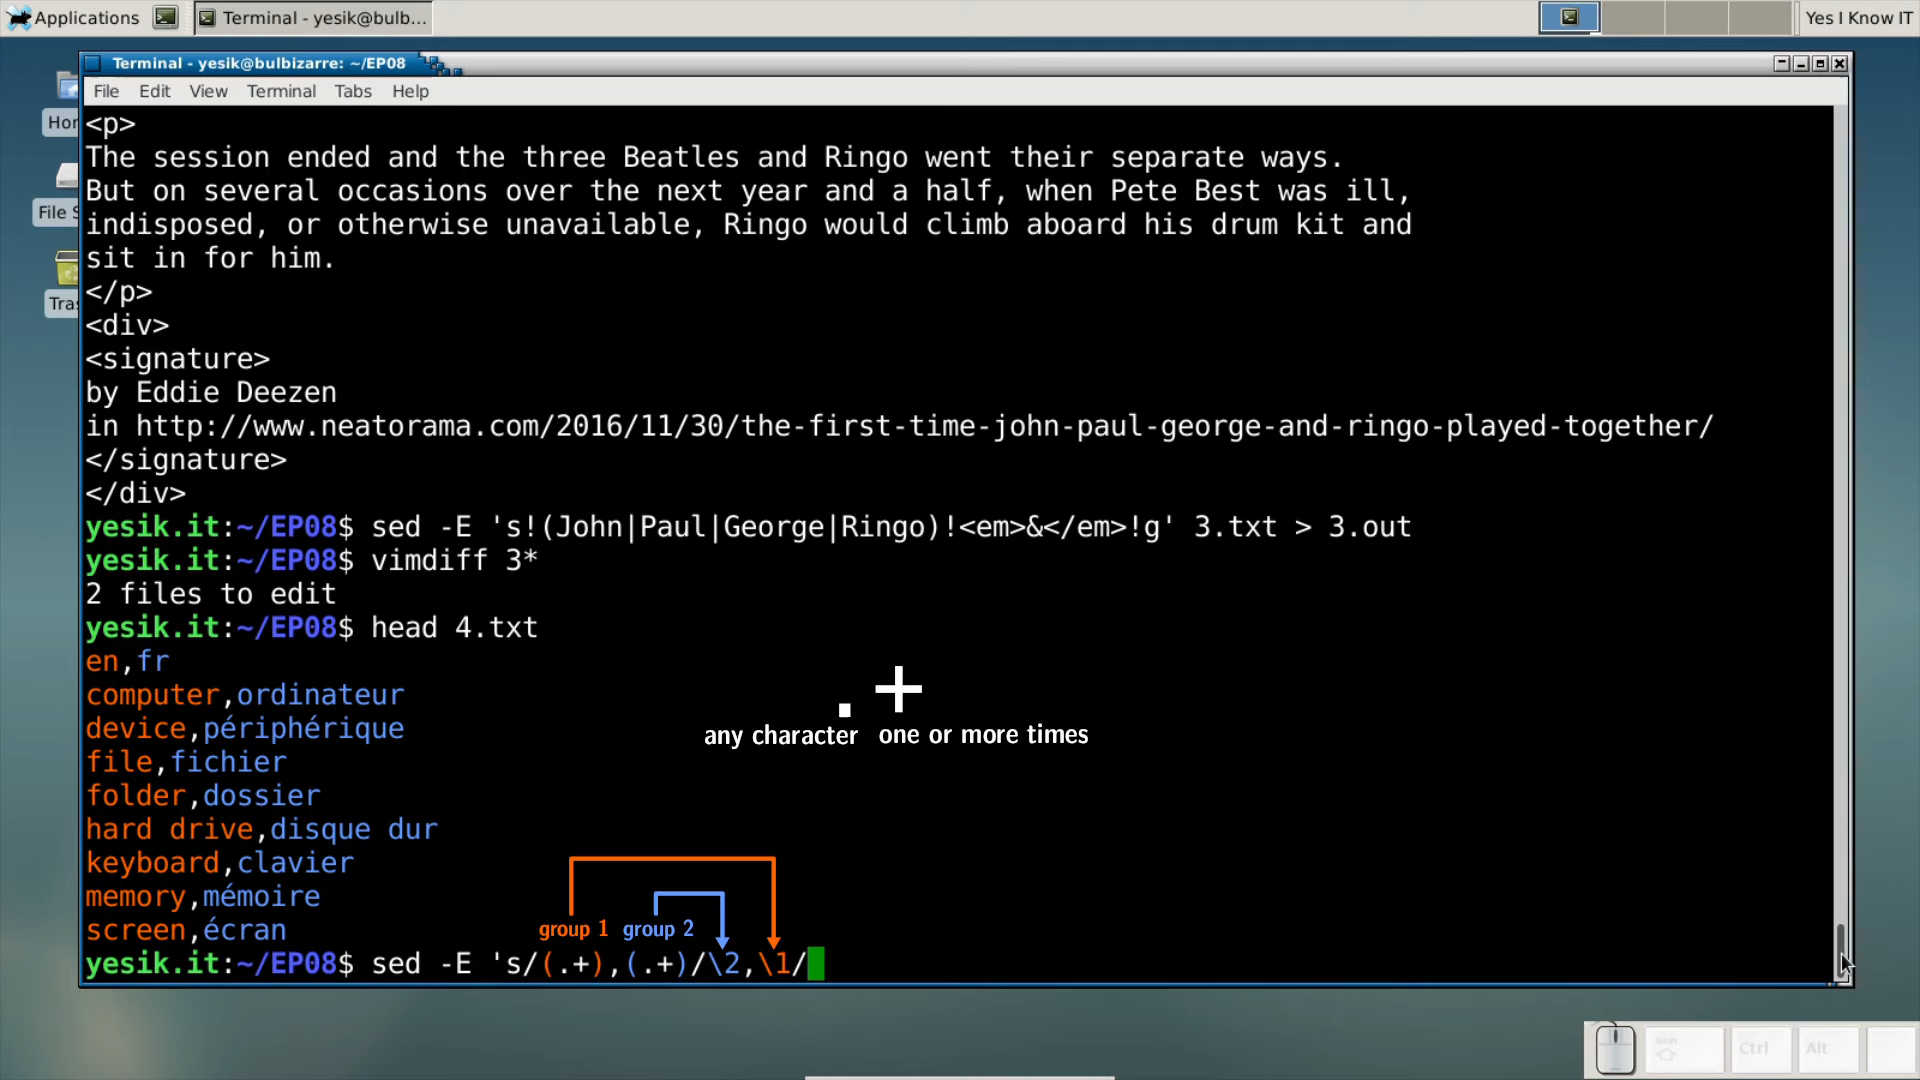 Applications
Terminal - yesik@bulb...
Yes I Know IT
Terminal - yesik@bulbizarre: ~/EP08
File Edit View Terminal Tabs Help
<p>
The session ended and the three Beatles and Ringo went their separate ways.
But on several occasions over the next year and a half, when Pete Best was ill,
indisposed, or otherwise unavailable, Ringo would climb aboard his drum kit and
sit in for him.
</p>
<div>
<signature>
by Eddie Deezen
in http://www.neatorama.com/2016/11/30/the-first-time-john-paul-george-and-ringo-played-together/
</signature>
</div>
yesik.it:~/EP08$ sed -E 's!(John|Paul|George|Ringo)!<em>&</em>!g' 3.txt > 3.out
yesik.it:~/EP08$ vimdiff 3*
2 files to edit
yesik.it:~/EP08$ head 4.txt
en,fr
computer,ordinateur
device,périphérique
file,fichier
folder,dossier
hard drive,disque dur
keyboard,clavier
memory,mémoire
screen,écran
. +
any character one or more times
group 1 group 2
yesik.it:~/EP08$ sed -E 's/(.+),(.+)/\2,\1/
Hor
File S
Tras
Shift
Ctrl
Alt